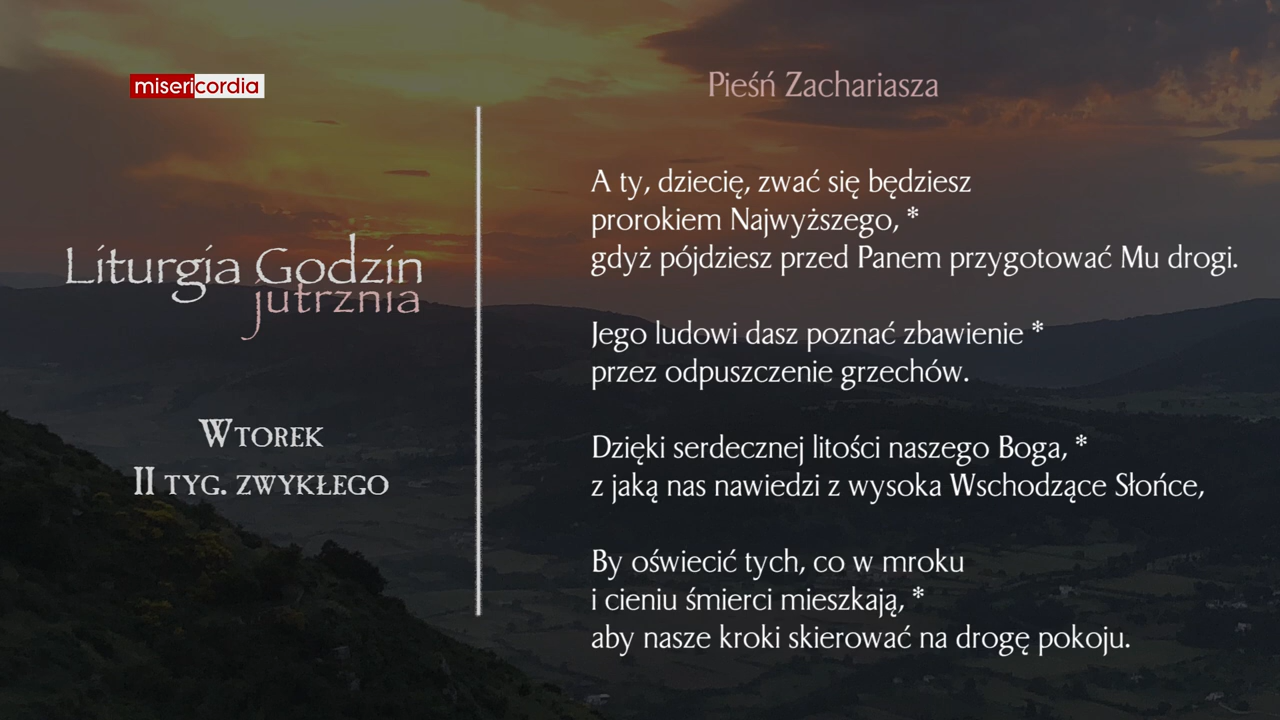 misericordia
Liturgia Godzin
jutrznia
Wtorek
II tyg. zwykłego
Pieśń Zachariasza
A ty, dziecię, zwać się będziesz
prorokiem Najwyższego, *
gdyż pójdziesz przed Panem przygotować Mu drogi.
Jego ludowi dasz poznać zbawienie *
przez odpuszczenie grzechów.
Dzięki serdecznej litości naszego Boga, *
z jaką nas nawiedzi z wysoka Wschodzące Słońce,
By oświecić tych, co w mroku
i cieniu śmierci mieszkają, *
aby nasze kroki skierować na drogę pokoju.